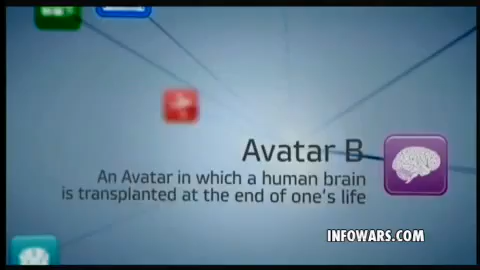 Avatar B
An Avatar in which a human brain
is transplanted at the end of one's life
INFOWARS.COM